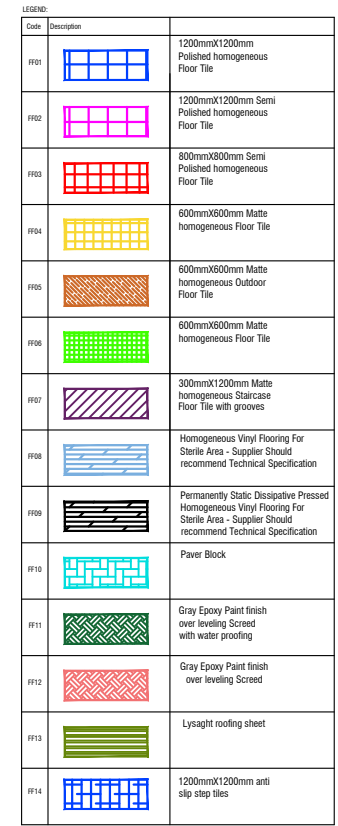 LEGEND:
Code Description
FF01 1200mmX1200mm
Polished homogeneous
Floor Tile
FF02 1200mmX1200mm Semi
Polished homogeneous
Floor Tile
FF03 800mmX800mm Semi
Polished homogeneous
Floor Tile
FF04 600mmX600mm Matte
homogeneous Floor Tile
FF05 600mmX600mm Matte
homogeneous Outdoor
Floor Tile
FF06 600mmX600mm Matte
homogeneous Floor Tile
FF07 300mmX1200mm Matte
homogeneous Staircase
Floor Tile with grooves
FF08 Homogeneous Vinyl Flooring For
Sterile Area - Supplier Should
recommend Technical Specification
FF09 Permanently Static Dissipative Pressed
Homogeneous Vinyl Flooring For
Sterile Area - Supplier Should
recommend Technical Specification
FF10 Paver Block
FF11 Gray Epoxy Paint finish
over leveling Screed
with water proofing
FF12 Gray Epoxy Paint finish
over leveling Screed
FF13 Lysaght roofing sheet
FF14 1200mmX1200mm anti
slip step tiles